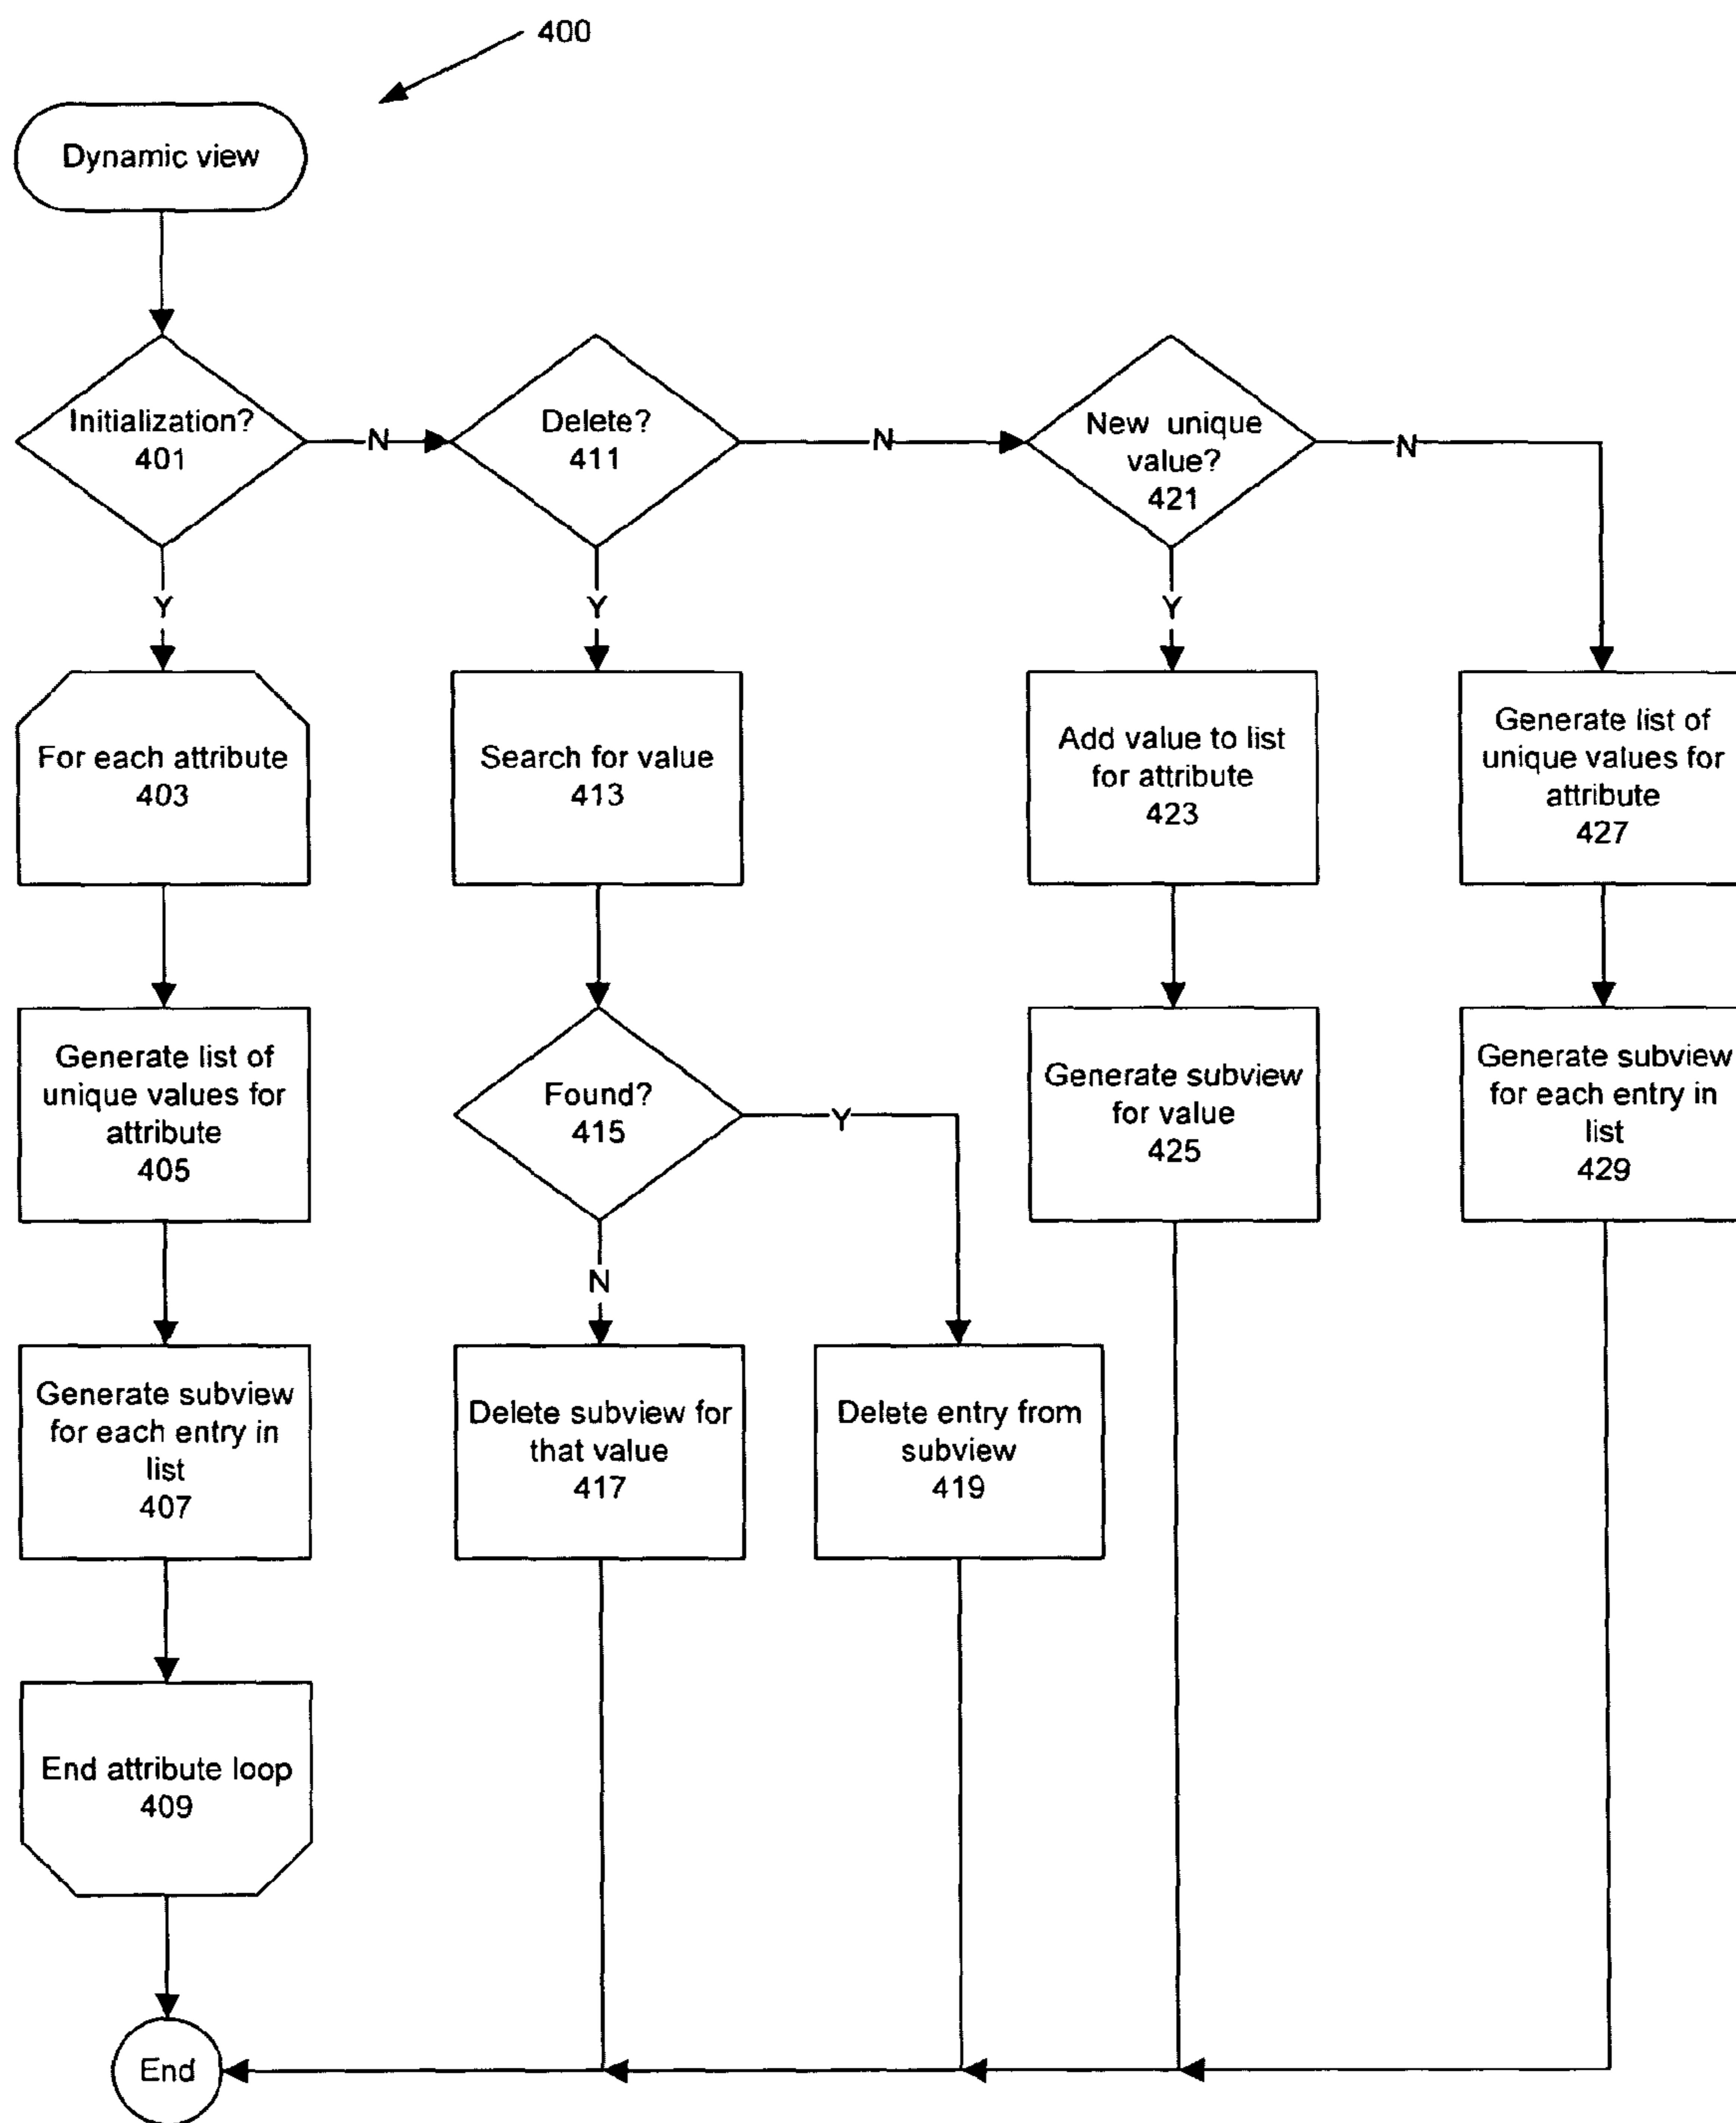 400
Dynamic view
Initialization?
401
N
Delete?
411
N
New unique
value?
421
N
Y
Y
Y
For each attribute
403
Search for value
413
Add value to list
for attribute
423
Generate list of
unique values for
attribute
427
Generate list of
unique values for
attribute
405
Found?
415
Y
Generate subview
for value
425
Generate subview
for each entry in
list
429
N
Generate subview
for each entry in
list
407
Delete subview for
that value
417
Delete entry from
subview
419
End attribute loop
409
End